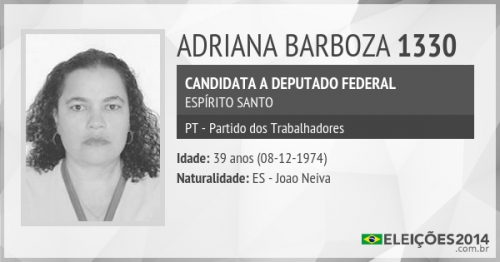 ADRIANA BARBOZA 1330
CANDIDATA A DEPUTADO FEDERAL
ESPÍRITO SANTO
PT - Partido dos Trabalhadores
Idade: 39 anos (08-12-1974)
Naturalidade: ES - Joao Neiva
ELEIÇÕES2014
.com.br